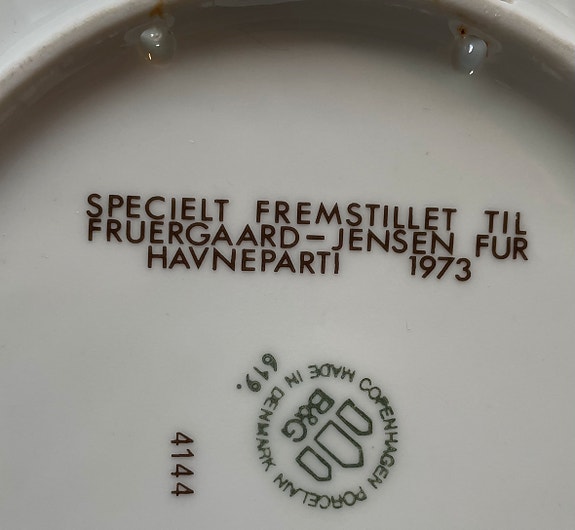 SPECIELT FREMSTILLET TIL
FRUERGAARD-JENSEN FUR
HAVNEPARTI 1973
619.
B&G
COPENHAGEN PORCELAIN MADE IN DENMARK
4144